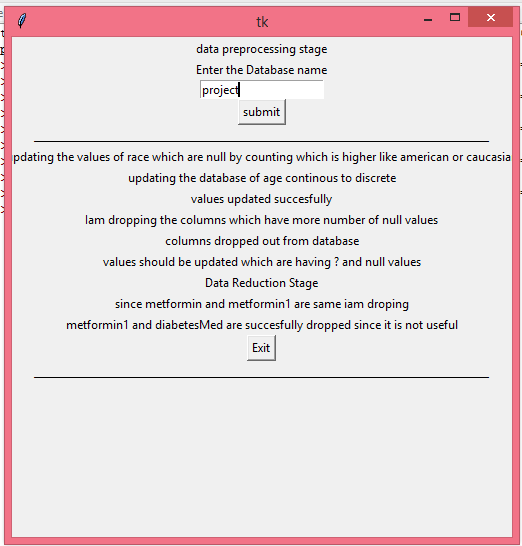 tk
data preprocessing stage
Enter the Database name
project
submit
updating the values of race which are null by counting which is higher like american or caucasia
updating the database of age continous to discrete
values updated succesfully
Iam dropping the columns which have more number of null values
columns dropped out from database
values should be updated which are having ? and null values
Data Reduction Stage
since metformin and metformin1 are same iam droping
metformin1 and diabetesMed are succesfully dropped since it is not useful
Exit